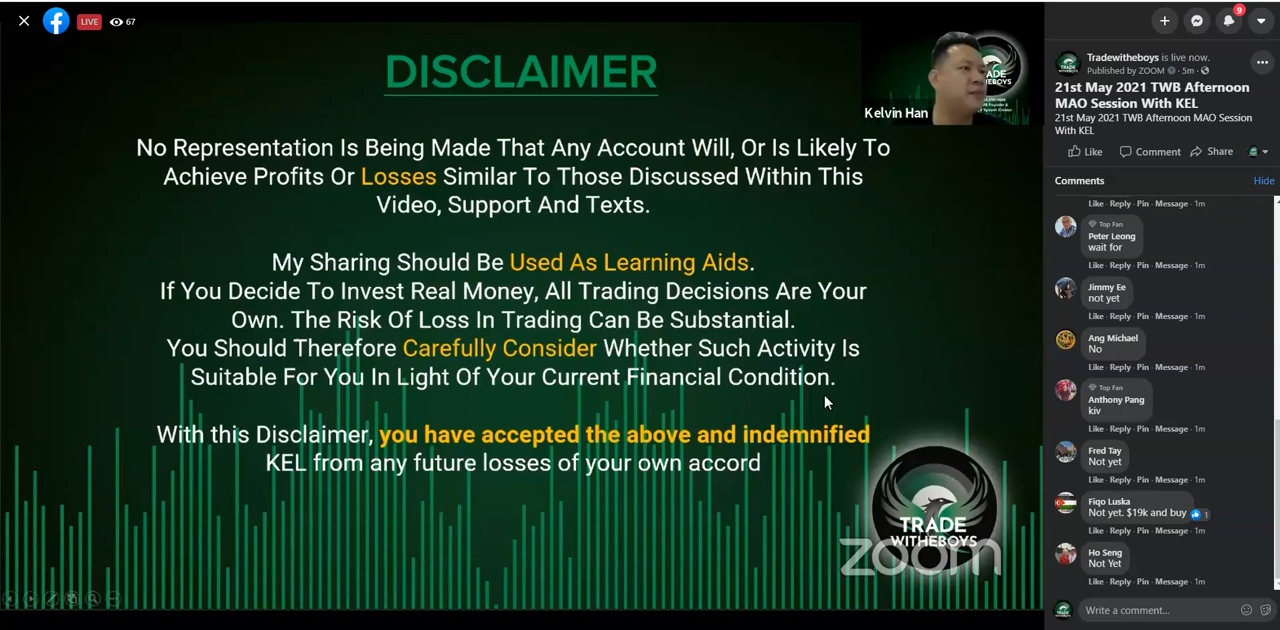 LIVE
67
DISCLAIMER
No Representation Is Being Made That Any Account Will, Or Is Likely To
Achieve Profits Or Losses Similar To Those Discussed Within This
Video, Support And Texts.
My Sharing Should Be Used As Learning Aids.
If You Decide To Invest Real Money, All Trading Decisions Are Your
Own. The Risk Of Loss In Trading Can Be Substantial.
You Should Therefore Carefully Consider Whether Such Activity Is
Suitable For You In Light Of Your Current Financial Condition.
With this Disclaimer, you have accepted the above and indemnified
KEL from any future losses of your own accord
Kelvin Han
TRADE
WITHEBOYS
zoom
9
Tradewitheboys is live now.
Published by ZOOM · 5m ·
21st May 2021 TWB Afternoon
MAO Session With KEL
21st May 2021 TWB Afternoon MAO Session
With KEL
Like Comment Share
Comments Hide
Like · Reply · Pin · Message · 1m
Top Fan
Peter Leong
wait for
Like · Reply · Pin · Message · 1m
Jimmy Ee
not yet
Like · Reply · Pin · Message · 1m
Ang Michael
No
Like · Reply · Pin · Message · 1m
Top Fan
Anthony Pang
kiv
Like · Reply · Pin · Message · 1m
Fred Tay
Not yet
Like · Reply · Pin · Message · 1m
Fiqo Luska
Not yet. $19k and buy 1
Like · Reply · Pin · Message · 1m
Ho Seng
Not Yet
Like · Reply · Pin · Message · 1m
Write a comment...